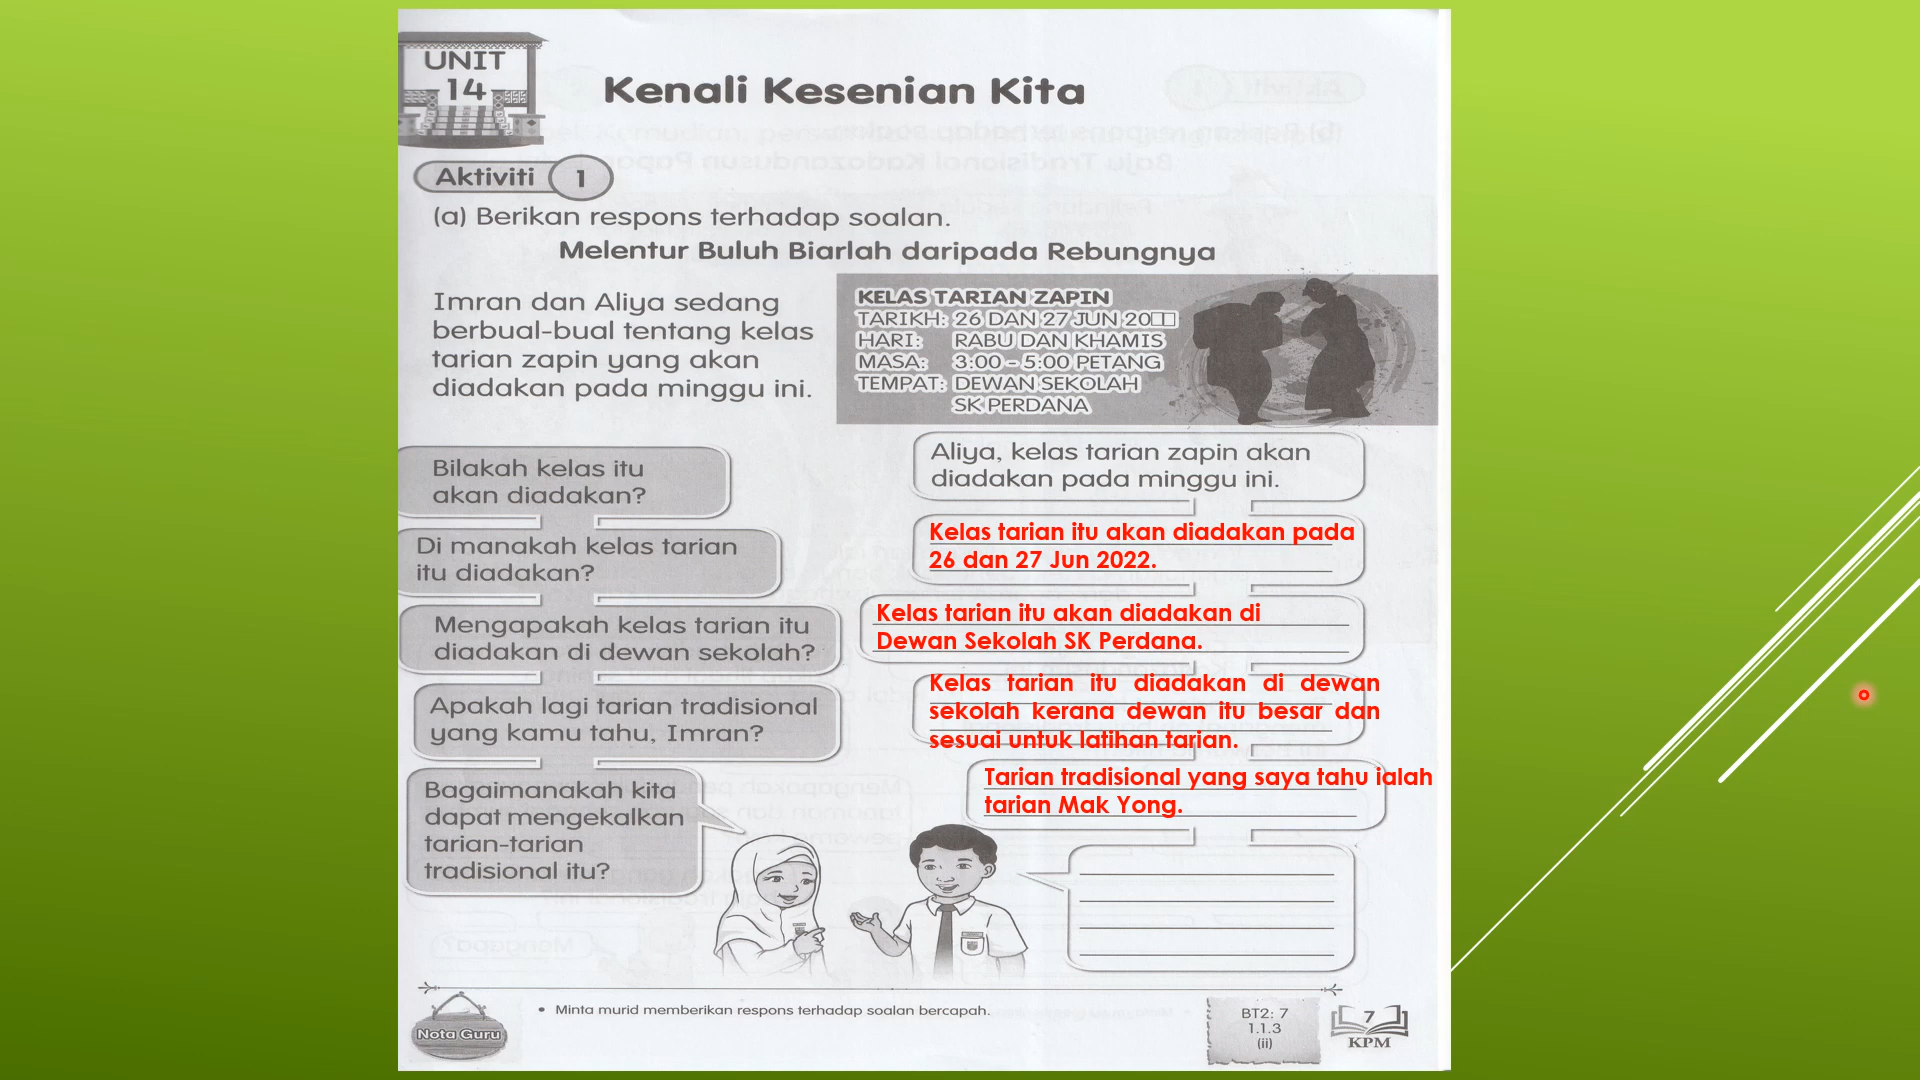 UNIT
14
Kenali Kesenian Kita
Aktiviti 1
(a) Berikan respons terhadap soalan.
Melentur Buluh Biarlah daripada Rebungnya
Imran dan Aliya sedang
berbual-bual tentang kelas
tarian zapin yang akan
diadakan pada minggu ini.
KELAS TARIAN ZAPIN
TARIKH: 26 DAN 27 JUN 20□□
HARI: RABU DAN KHAMIS
MASA: 3:00 – 5:00 PETANG
TEMPAT: DEWAN SEKOLAH
SK PERDANA
Aliya, kelas tarian zapin akan
diadakan pada minggu ini.
Bilakah kelas itu
akan diadakan?
Kelas tarian itu akan diadakan pada
26 dan 27 Jun 2022.
Di manakah kelas tarian
itu diadakan?
Kelas tarian itu akan diadakan di
Dewan Sekolah SK Perdana.
Mengapakah kelas tarian itu
diadakan di dewan sekolah?
Kelas tarian itu diadakan di dewan
sekolah kerana dewan itu besar dan
sesuai untuk latihan tarian.
Apakah lagi tarian tradisional
yang kamu tahu, Imran?
Tarian tradisional yang saya tahu ialah
tarian Mak Yong.
Bagaimanakah kita
dapat mengekalkan
tarian-tarian
tradisional itu?
Nota Guru
• Minta murid memberikan respons terhadap soalan bercapah.
BT2: 7
1.1.3
(ii)
7
KPM